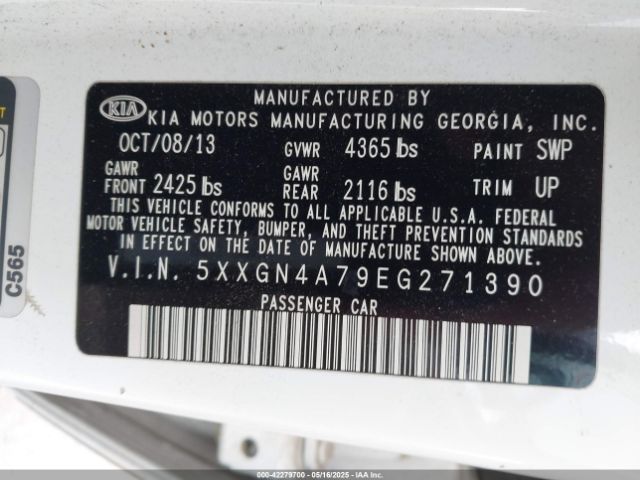 MANUFACTURED BY
KIA KIA MOTORS MANUFACTURING GEORGIA, INC.
OCT/08/13 GVWR 4365 lbs PAINT SWP
GAWR FRONT 2425 lbs GAWR REAR 2116 lbs TRIM UP
THIS VEHICLE CONFORMS TO ALL APPLICABLE U.S.A. FEDERAL
MOTOR VEHICLE SAFETY, BUMPER, AND THEFT PREVENTION STANDARDS
IN EFFECT ON THE DATE OF MANUFACTURE SHOWN ABOVE.
V.I.N. 5XXGN4A79EG271390
PASSENGER CAR
C565
000-42279700 - 05/16/2025 - IAAI.COM